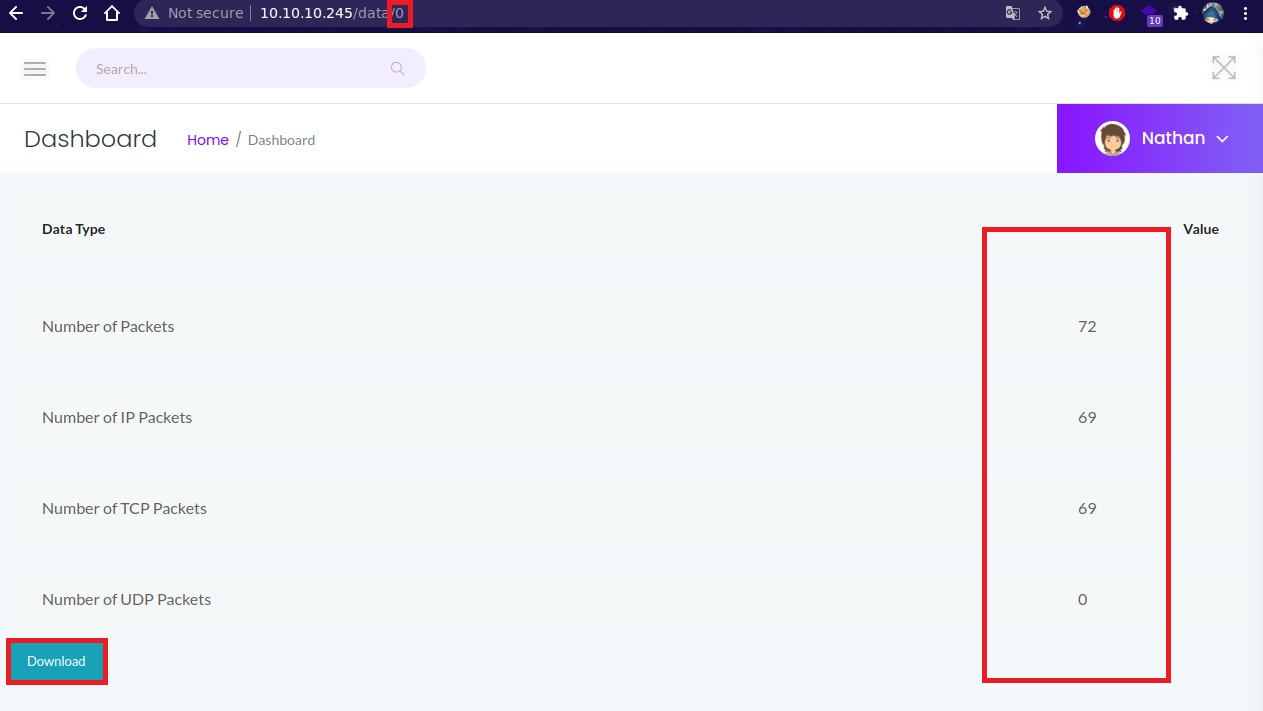 Not secure 10.10.10.245/data/0 10
Search...
Dashboard Home / Dashboard Nathan
Data Type Value
Number of Packets 72
Number of IP Packets 69
Number of TCP Packets 69
Number of UDP Packets 0
Download